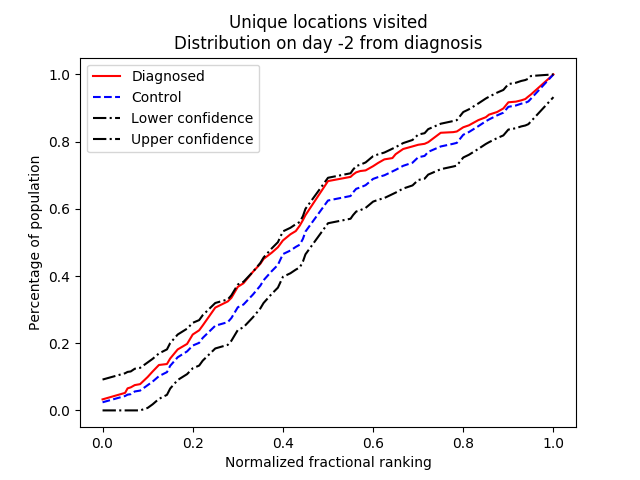 Unique locations visited
Distribution on day -2 from diagnosis
Diagnosed
Control
Lower confidence
Upper confidence
Percentage of population
1.0
0.8
0.6
0.4
0.2
0.0
0.0 0.2 0.4 0.6 0.8 1.0
Normalized fractional ranking